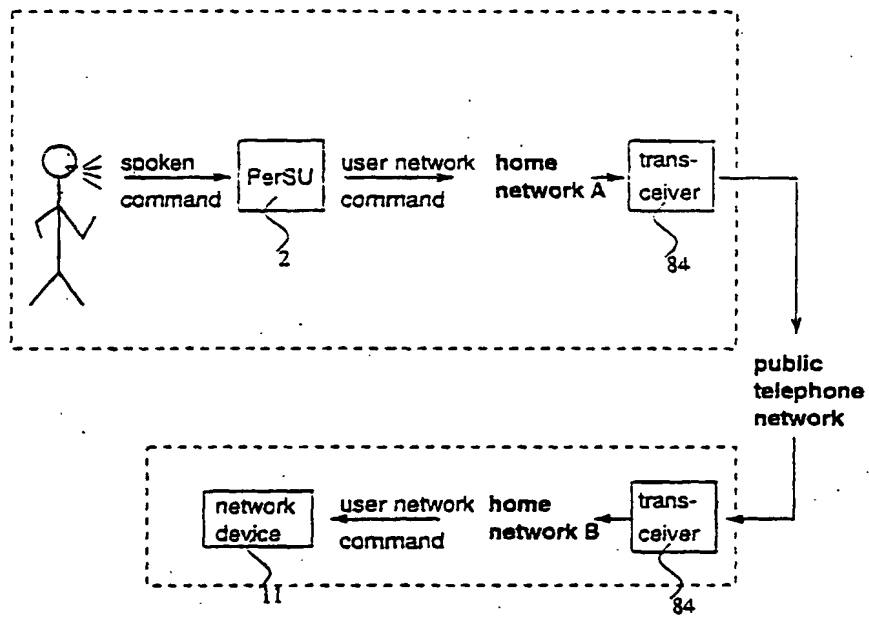 spoken
command
PerSU
2
user network
command
home
network A
trans-
ceiver
84
public
telephone
network
network
device
11
user network
command
home
network B
trans-
ceiver
84